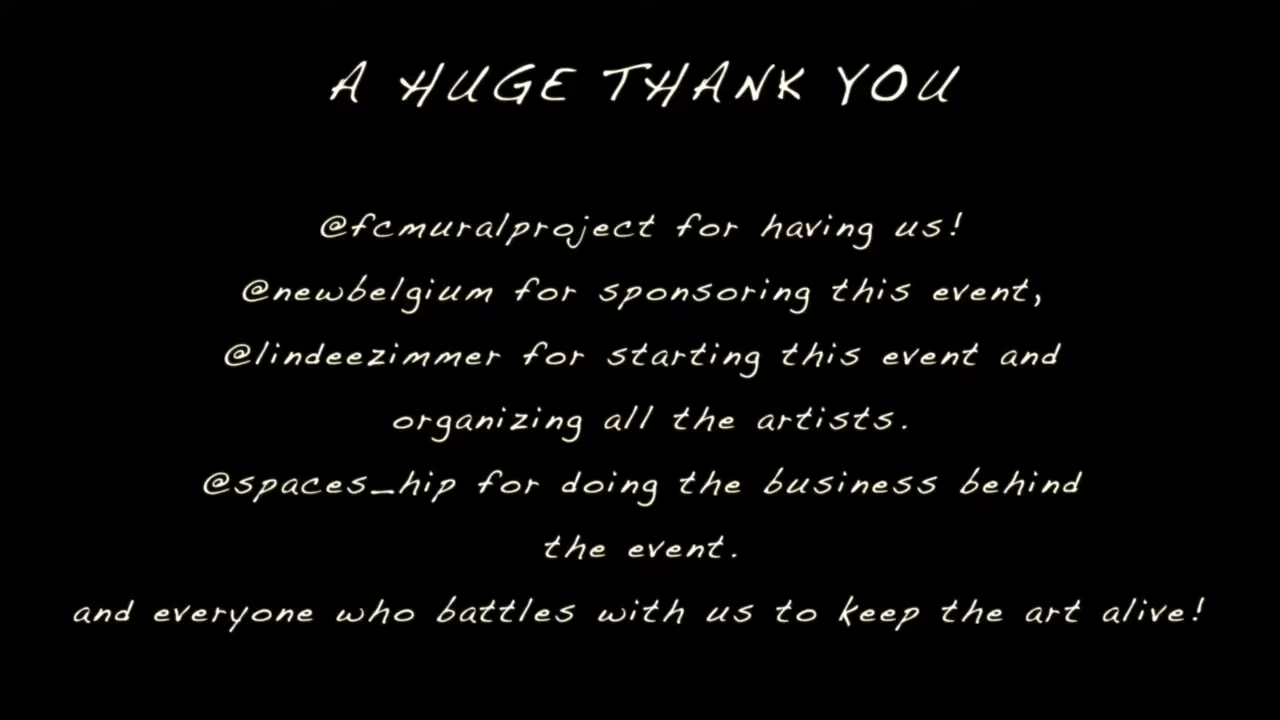 A HUGE THANK YOU
@fcmuralproject for having us!
@newbelgium for sponsoring this event,
@lindeezimmer for starting this event and
organizing all the artists.
@spaces_hip for doing the business behind
the event.
and everyone who battles with us to keep the art alive!